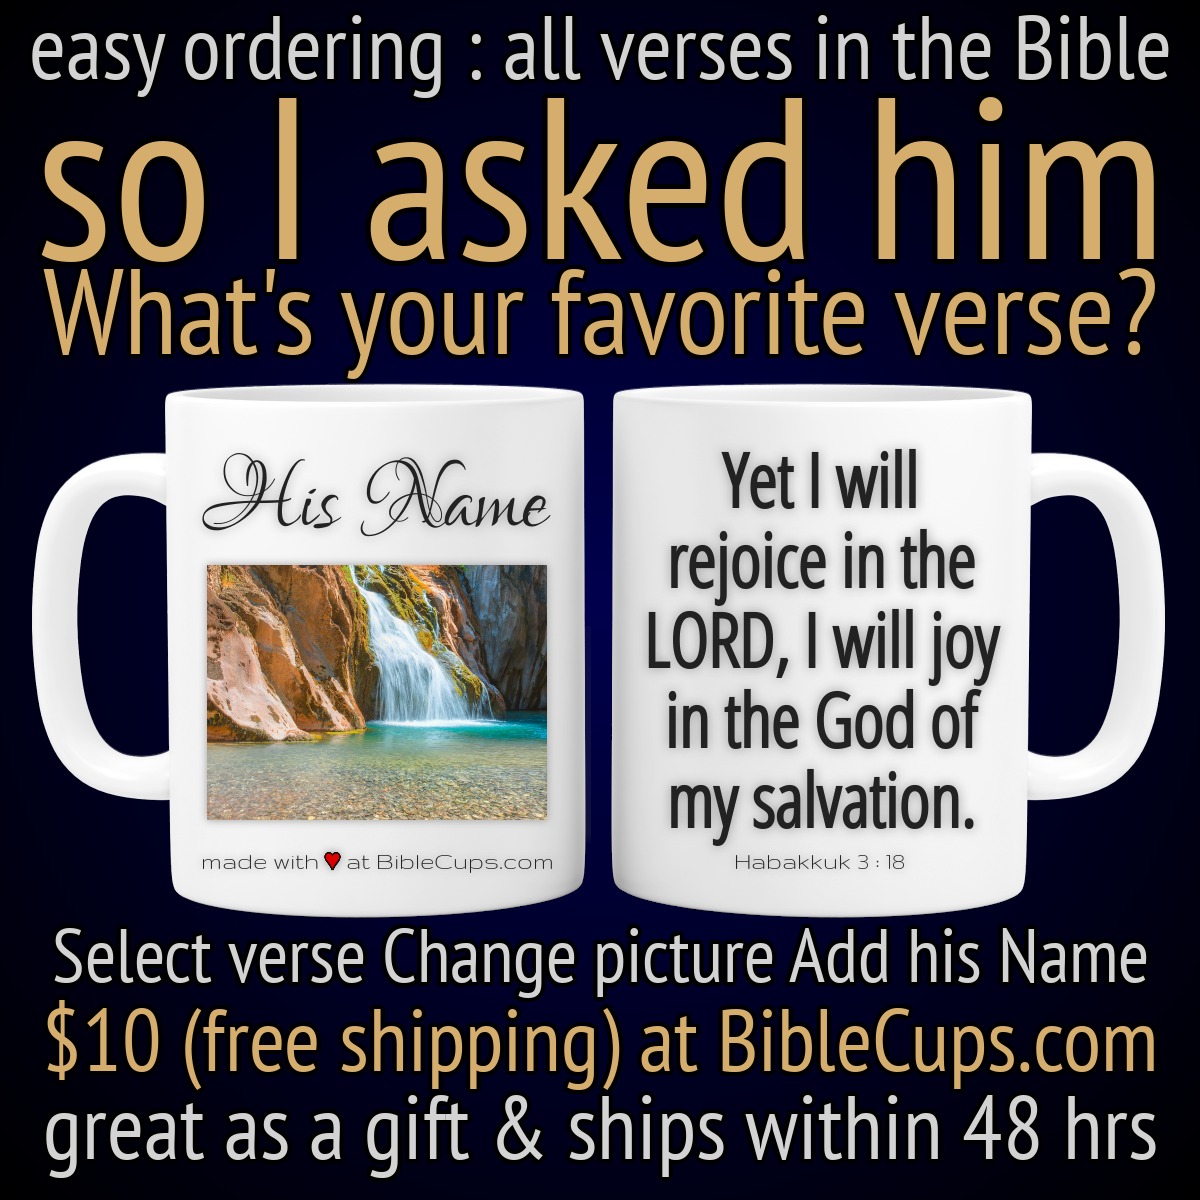 easy ordering : all verses in the Bible
so I asked him
What's your favorite verse?
His Name
made with ♥ at BibleCups.com
Yet I will
rejoice in the
LORD, I will joy
in the God of
my salvation.
Habakkuk 3 : 18
Select verse Change picture Add his Name
$10 (free shipping) at BibleCups.com
great as a gift & ships within 48 hrs